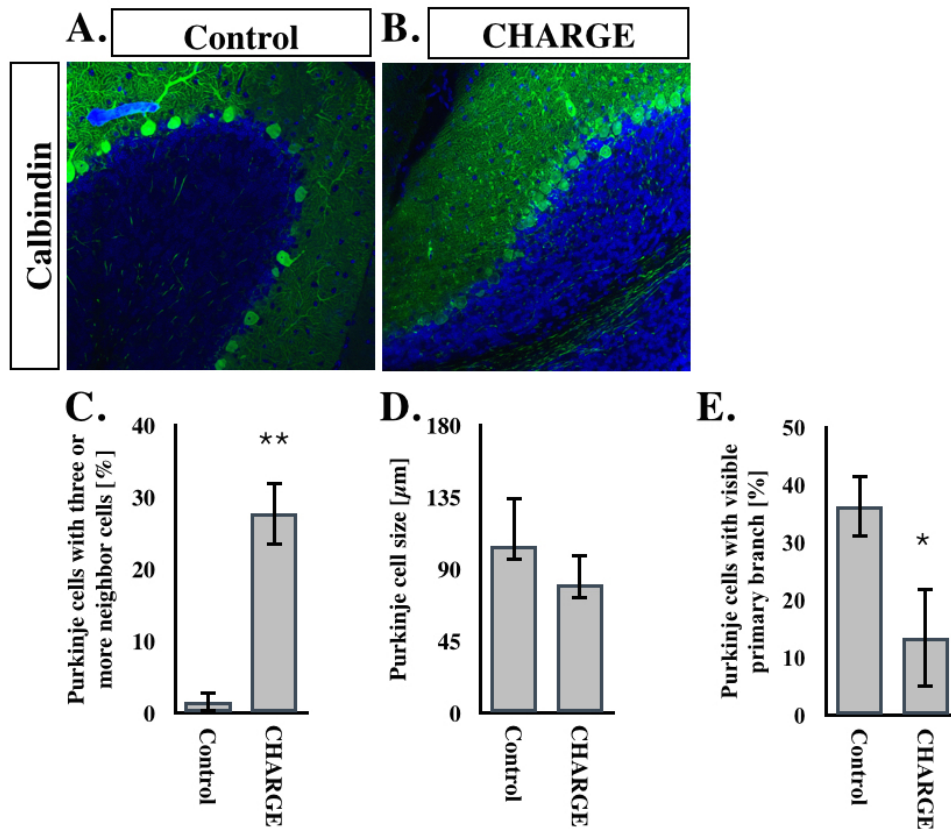 A.
Control
B.
CHARGE
Calbindin
C.
Purkinje cells with three or
more neighbor cells [%]
40
**
30
20
10
0
Control
CHARGE
D.
Purkinje cell size [µm]
180
135
90
45
0
Control
CHARGE
E.
Purkinje cells with visible
primary branch [%]
50
40
*
30
20
10
0
Control
CHARGE